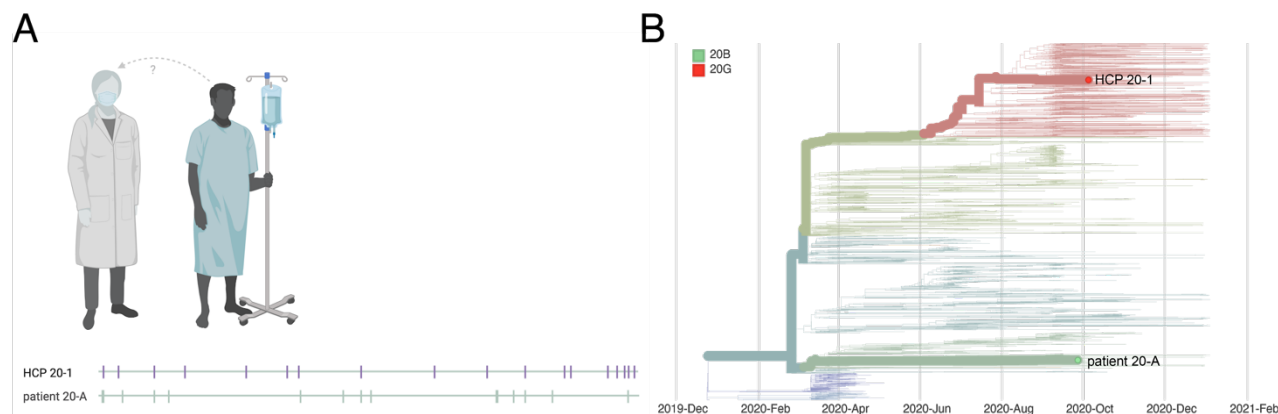 A
?
HCP 20-1
patient 20-A
B
20B
20G
HCP 20-1
patient 20-A
2019-Dec 2020-Feb 2020-Apr 2020-Jun 2020-Aug 2020-Oct 2020-Dec 2021-Feb